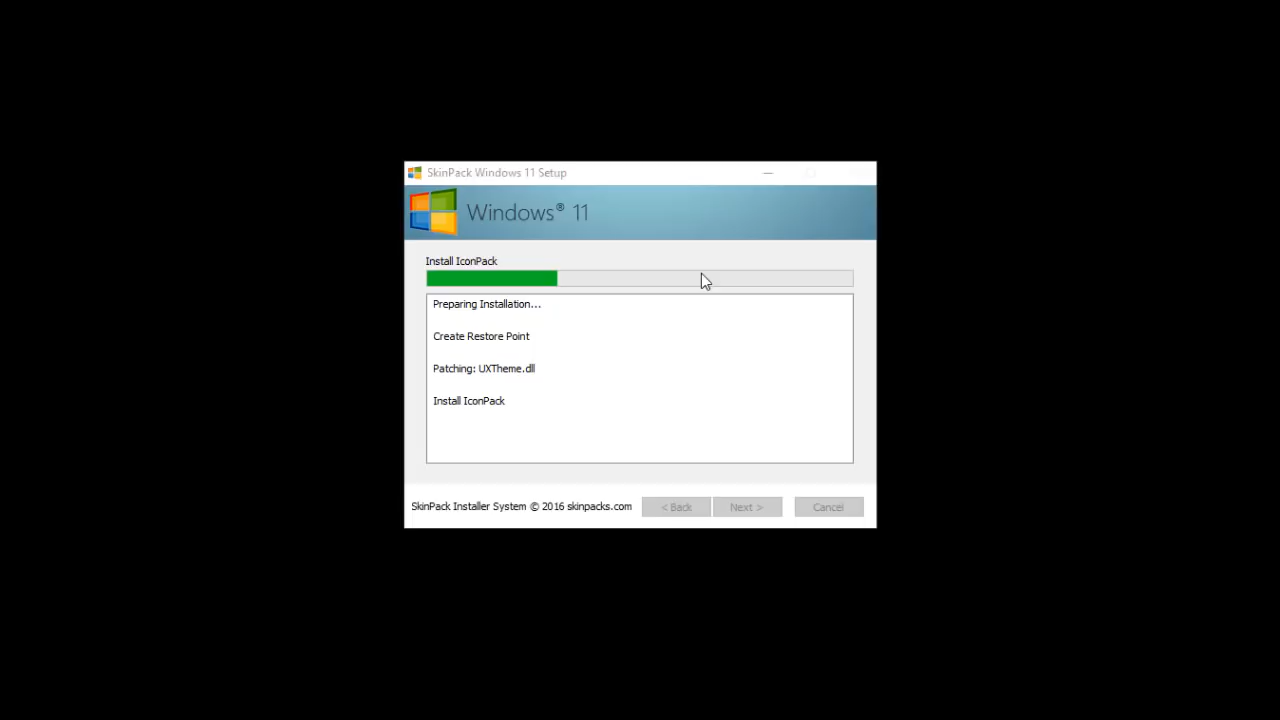 SkinPack Windows 11 Setup
Windows® 11
Install IconPack
Preparing Installation...
Create Restore Point
Patching: UXTheme.dll
Install IconPack
SkinPack Installer System © 2016 skinpacks.com
< Back
Next >
Cancel